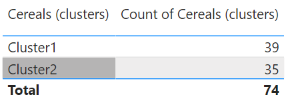 Cereals (clusters) Count of Cereals (clusters)
Cluster1 39
Cluster2 35
Total 74